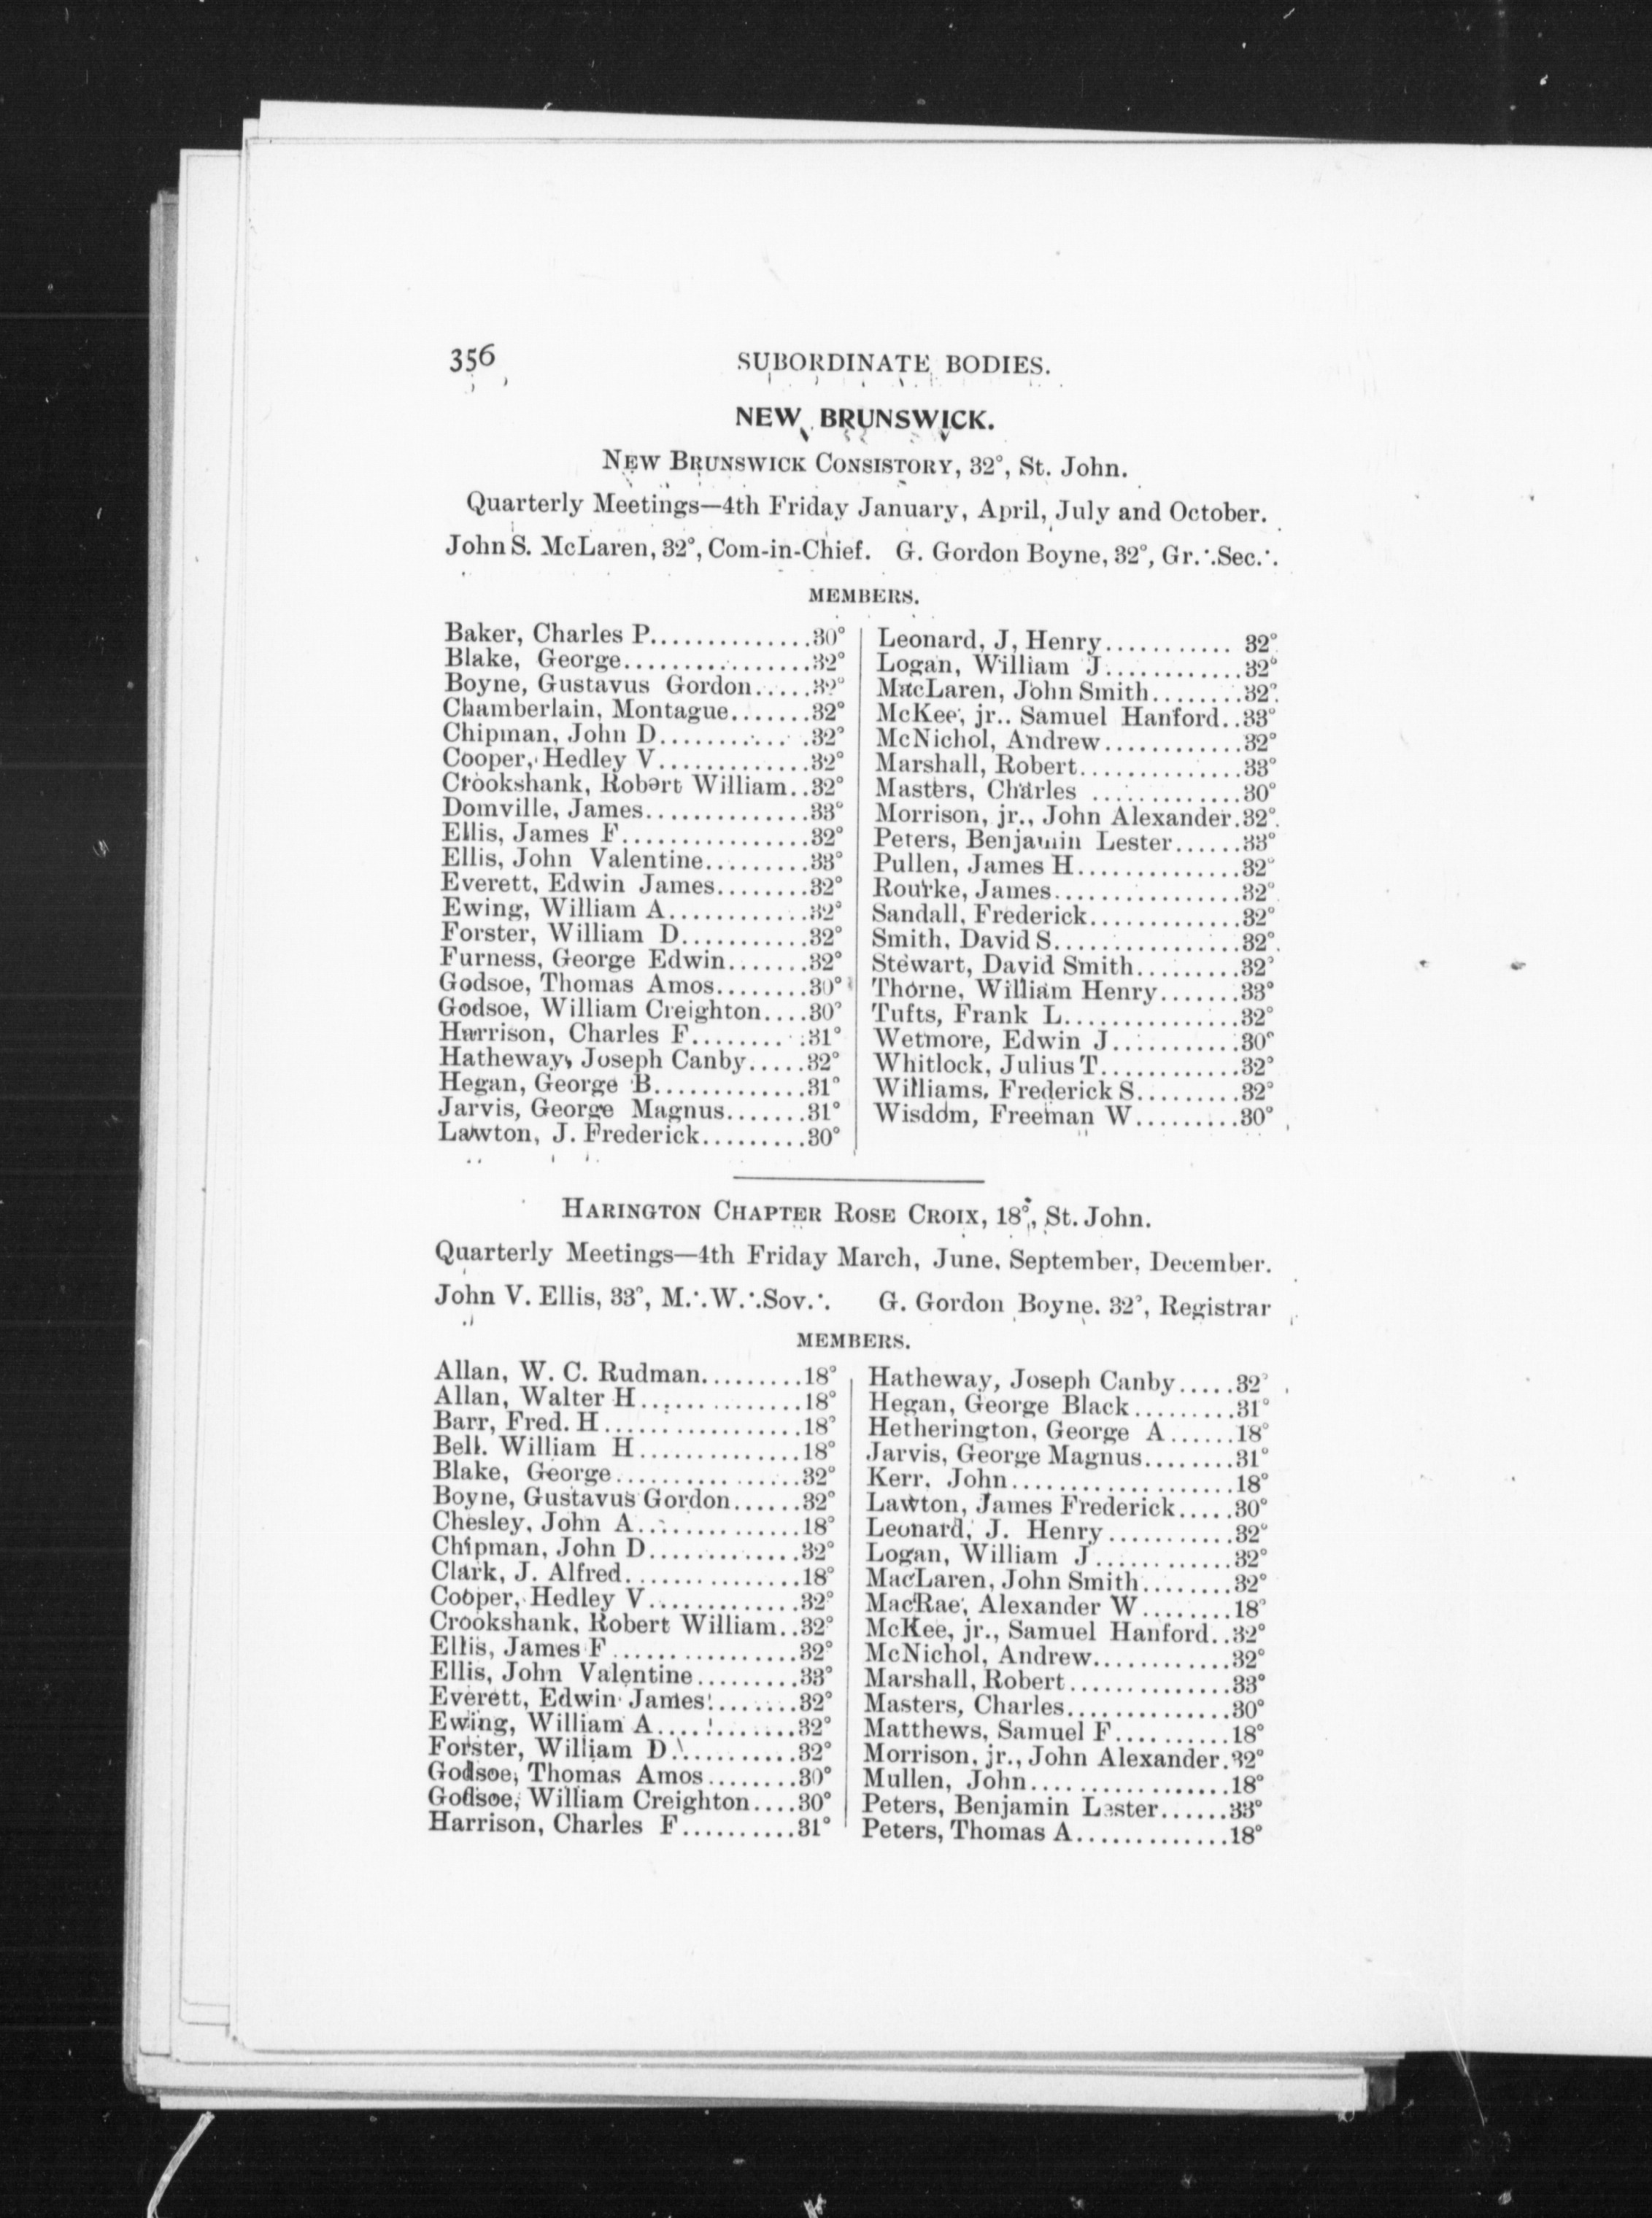 356 SUBORDINATE BODIES.
NEW BRUNSWICK.
NEW BRUNSWICK CONSISTORY, 32°, St. John.
Quarterly Meetings—4th Friday January, April, July and October.
John S. McLaren, 32°, Com-in-Chief. G. Gordon Boyne, 32°, Gr.∴Sec.∴
MEMBERS.
Baker, Charles P..............30°
Blake, George.................32°
Boyne, Gustavus Gordon.....32°
Chamberlain, Montague.......32°
Chipman, John D.............32°
Cooper, Hedley V.............32°
Crookshank, Robert William..32°
Domville, James..............33°
Ellis, James F................32°
Ellis, John Valentine.........33°
Everett, Edwin James........32°
Ewing, William A............32°
Forster, William D...........32°
Furness, George Edwin.......32°
Godsoe, Thomas Amos........30°
Godsoe, William Creighton....30°
Harrison, Charles F..........31°
Hatheway, Joseph Canby.....32°
Hegan, George B.............31°
Jarvis, George Magnus.......31°
Lawton, J. Frederick.........30°
Leonard, J, Henry........... 32°
Logan, William J............32°
MacLaren, John Smith........32°
McKee, jr.. Samuel Hanford..33°
McNichol, Andrew............32°
Marshall, Robert..............33°
Masters, Charles .............30°
Morrison, jr., John Alexander.32°
Peters, Benjamin Lester......33°
Pullen, James H..............32°
Rourke, James................32°
Sandall, Frederick.............32°
Smith, David S................32°
Stewart, David Smith.........32°
Thorne, William Henry.......33°
Tufts, Frank L...............32°
Wetmore, Edwin J...........30°
Whitlock, Julius T............32°
Williams, Frederick S.........32°
Wisdom, Freeman W.........30°
HARINGTON CHAPTER ROSE CROIX, 18°, St. John.
Quarterly Meetings—4th Friday March, June, September, December.
John V. Ellis, 33°, M.∴W.∴Sov.∴ G. Gordon Boyne. 32°, Registrar
MEMBERS.
Allan, W. C. Rudman.........18°
Allan, Walter H..............18°
Barr, Fred. H.................18°
Bell. William H..............18°
Blake, George................32°
Boyne, Gustavus Gordon......32°
Chesley, John A..............18°
Chipman, John D.............32°
Clark, J. Alfred...............18°
Cooper, Hedley V.............32°
Crookshank, Robert William..32°
Ellis, James F ................32°
Ellis, John Valentine.........33°
Everett, Edwin James........32°
Ewing, William A............32°
Forster, William D...........32°
Godsoe, Thomas Amos........30°
Godsoe, William Creighton....30°
Harrison, Charles F..........31°
Hatheway, Joseph Canby.....32°
Hegan, George Black.........31°
Hetherington, George A......18°
Jarvis, George Magnus........31°
Kerr, John....................18°
Lawton, James Frederick.....30°
Leonard, J. Henry...........32°
Logan, William J............32°
MacLaren, John Smith........32°
MacRae, Alexander W........18°
McKee, jr., Samuel Hanford..32°
McNichol, Andrew............32°
Marshall, Robert..............33°
Masters, Charles..............30°
Matthews, Samuel F..........18°
Morrison, jr., John Alexander.32°
Mullen, John..................18°
Peters, Benjamin Lester......33°
Peters, Thomas A.............18°